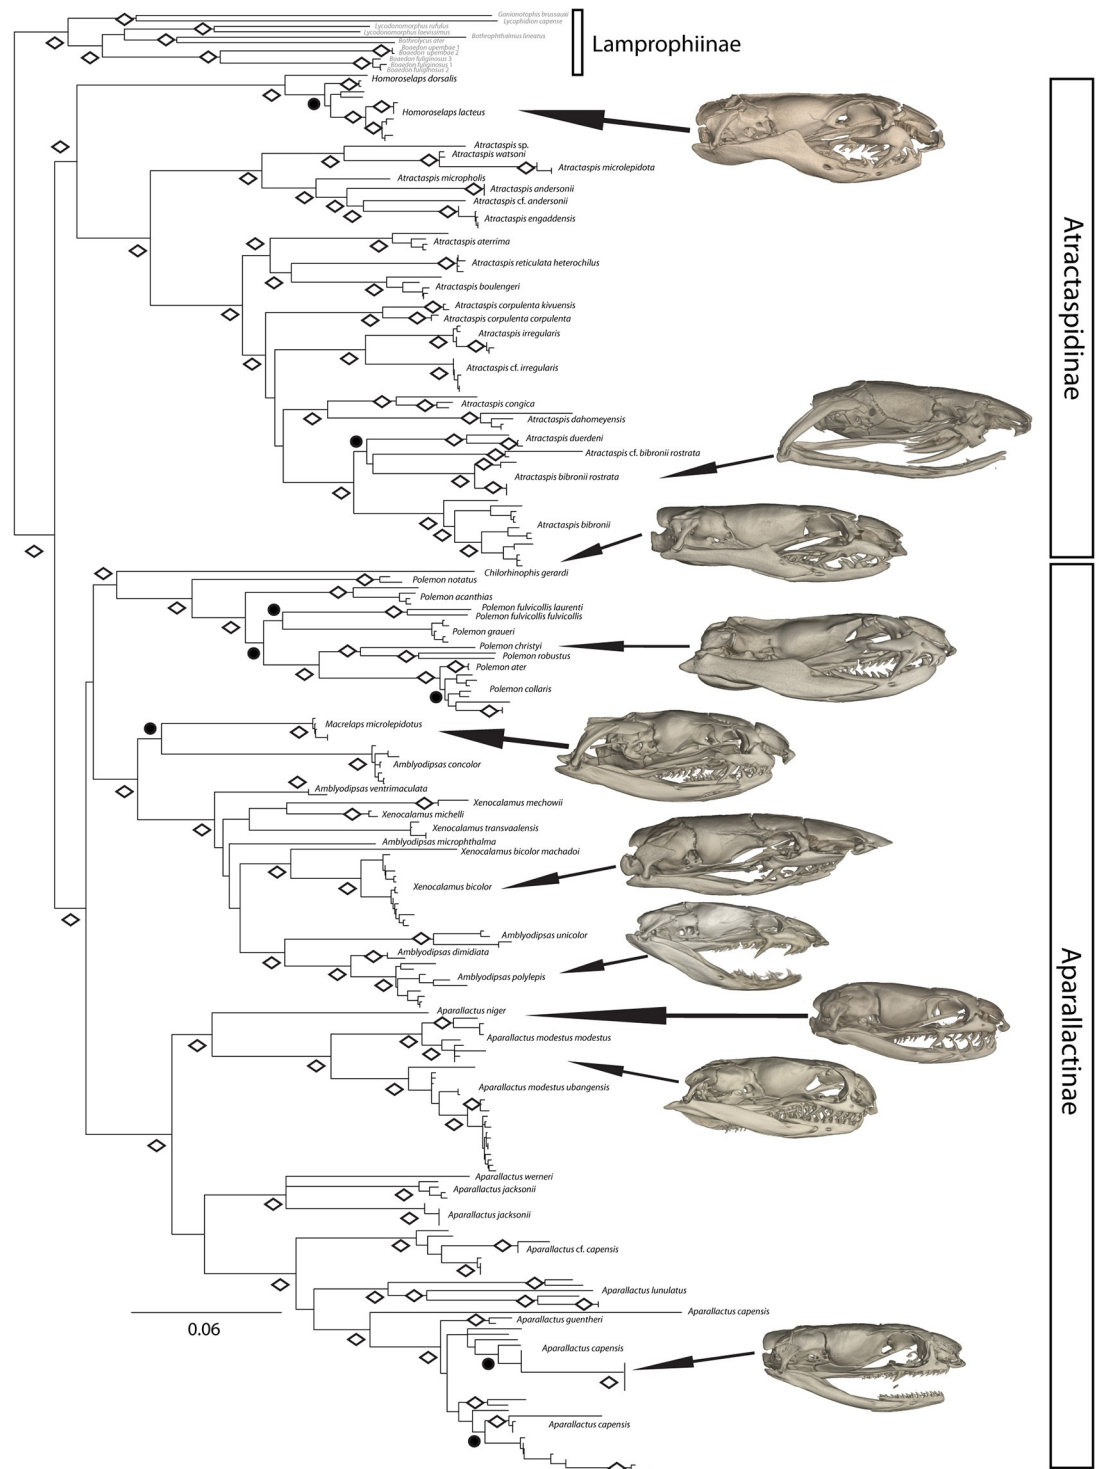 Gonionotophis brussauxi
Lycophidion capense
Lycodonomorphus rufulus
Lycodonomorphus laevissimus
Bothrophthalmus lineatus
Bothrolycus ater
Boaedon upembae 1
Boaedon upembae 2
Boaedon fuliginosus 3
Boaedon fuliginosus 1
Boaedon fuliginosus 2
Lamprophiinae
Homoroselaps dorsalis
Homoroselaps lacteus
Atractaspis sp.
Atractaspis watsoni
Atractaspis microlepidota
Atractaspis micropholis
Atractaspis andersonii
Atractaspis cf. andersonii
Atractaspis engaddensis
Atractaspis aterrima
Atractaspis reticulata heterochilus
Atractaspis boulengeri
Atractaspis corpulenta kivuensis
Atractaspis corpulenta corpulenta
Atractaspis irregularis
Atractaspis cf. irregularis
Atractaspis congica
Atractaspis dahomeyensis
Atractaspis duerdeni
Atractaspis cf. bibronii rostrata
Atractaspis bibronii rostrata
Atractaspis bibronii
Atractaspidinae
Chilorhinophis gerardi
Polemon notatus
Polemon acanthias
Polemon fulvicollis laurenti
Polemon fulvicollis fulvicollis
Polemon graueri
Polemon christyi
Polemon robustus
Polemon ater
Polemon collaris
Macrelaps microlepidotus
Amblyodipsas concolor
Amblyodipsas ventrimaculata
Xenocalamus mechowii
Xenocalamus michelli
Xenocalamus transvaalensis
Amblyodipsas microphthalma
Xenocalamus bicolor machadoi
Xenocalamus bicolor
Amblyodipsas unicolor
Amblyodipsas dimidiata
Amblyodipsas polylepis
Aparallactus niger
Aparallactus modestus modestus
Aparallactus modestus ubangensis
Aparallactus werneri
Aparallactus jacksonii
Aparallactus jacksonii
Aparallactus cf. capensis
Aparallactus lunulatus
Aparallactus capensis
Aparallactus guentheri
Aparallactus capensis
Aparallactus capensis
Aparallactinae
0.06